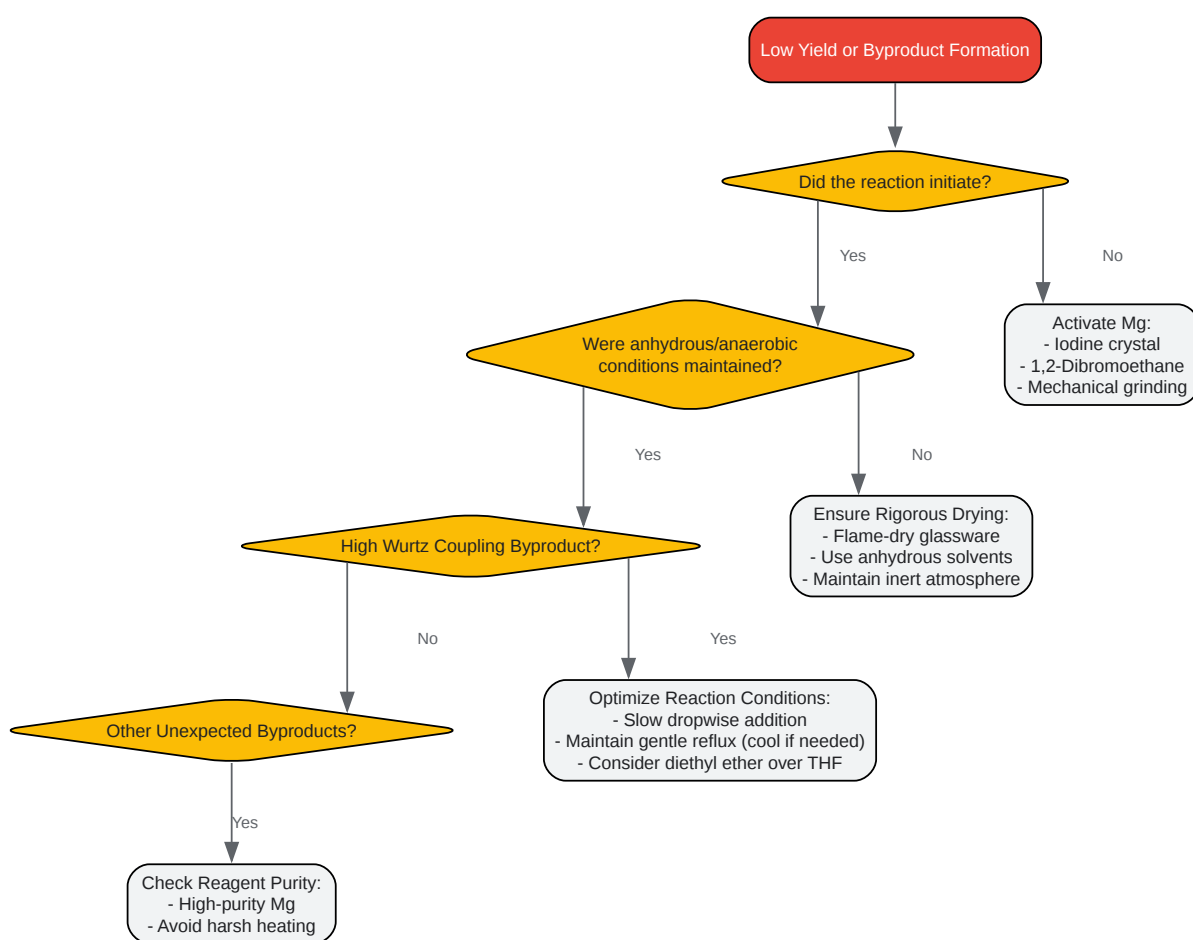 Low Yield or Byproduct Formation
Did the reaction initiate?
Yes
No
Activate Mg:
- Iodine crystal
- 1,2-Dibromoethane
- Mechanical grinding
Were anhydrous/anaerobic
conditions maintained?
Yes
No
Ensure Rigorous Drying:
- Flame-dry glassware
- Use anhydrous solvents
- Maintain inert atmosphere
High Wurtz Coupling Byproduct?
No
Yes
Optimize Reaction Conditions:
- Slow dropwise addition
- Maintain gentle reflux (cool if needed)
- Consider diethyl ether over THF
Other Unexpected Byproducts?
Yes
Check Reagent Purity:
- High-purity Mg
- Avoid harsh heating